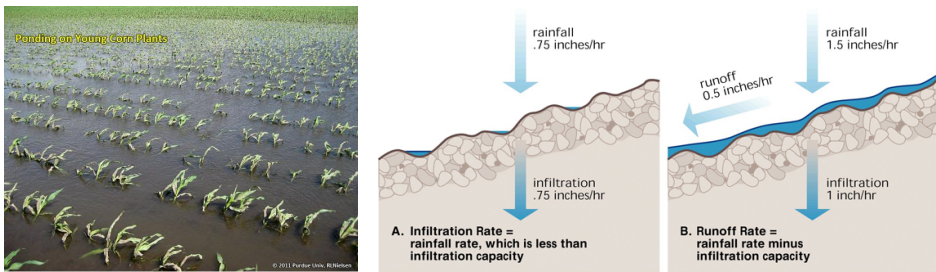 Ponding on Young Corn Plants
© 2011 Purdue Univ. RLNielsen
rainfall
.75 inches/hr
infiltration
.75 inch/hr
A. Infiltration Rate =
rainfall rate, which is less than
infiltration capacity
rainfall
1.5 inches/hr
runoff
0.5 inches/hr
infiltration
1 inch/hr
B. Runoff Rate =
rainfall rate minus
infiltration capacity